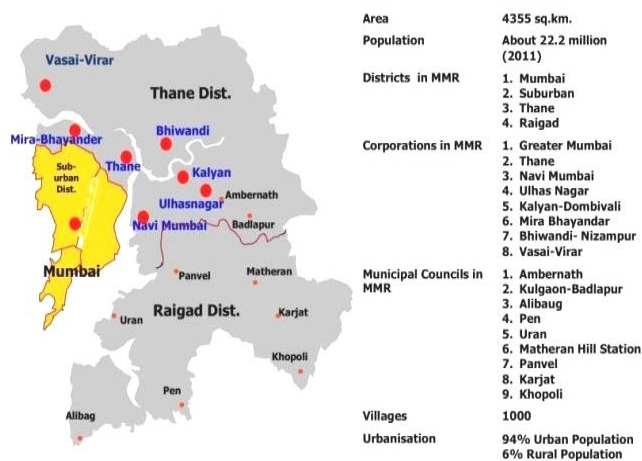 Vasai-Virar
Thane Dist.
Mira-Bhayander
Bhiwandi
Thane
Sub-
urban
Dist.
Kalyan
Ulhasnagar
Ambernath
Navi Mumbai
Badlapur
Mumbai
Panvel
Matheran
Raigad Dist.
Uran
Karjat
Khopoli
Pen
Alibag
Area 4355 sq.km.
Population About 22.2 million
(2011)
Districts in MMR 1. Mumbai
2. Suburban
3. Thane
4. Raigad
Corporations in MMR 1. Greater Mumbai
2. Thane
3. Navi Mumbai
4. Ulhas Nagar
5. Kalyan-Dombivali
6. Mira Bhayandar
7. Bhiwandi- Nizampur
8. Vasai-Virar
Municipal Councils in 1. Ambernath
MMR 2. Kulgaon-Badlapur
3. Alibaug
4. Pen
5. Uran
6. Matheran Hill Station
7. Panvel
8. Karjat
9. Khopoli
Villages 1000
Urbanisation 94% Urban Population
6% Rural Population